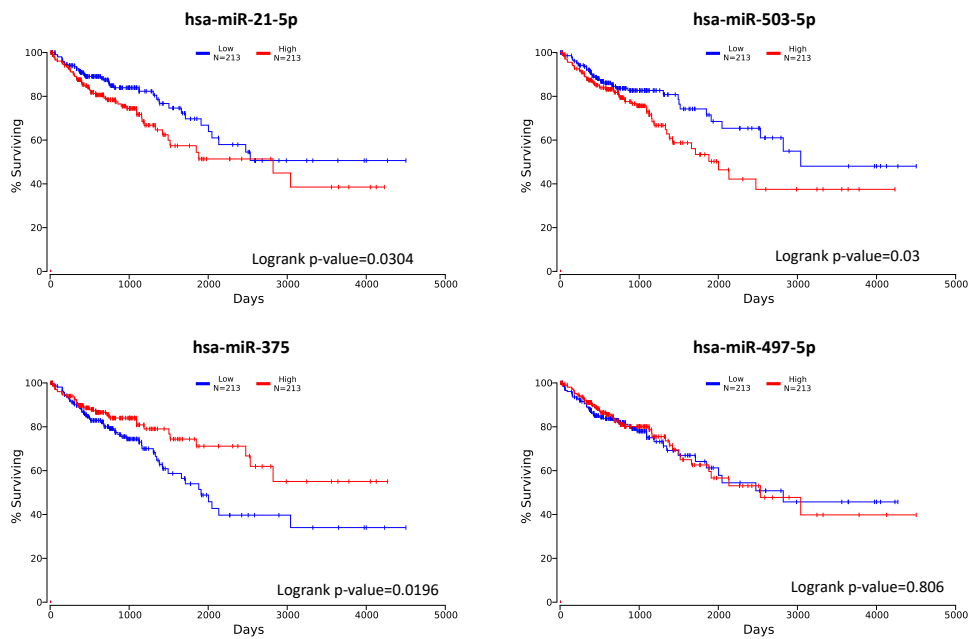 hsa-miR-21-5p
Low
N=213
High
N=213
100
80
60
40
20
0
% Surviving
0
1000
2000
3000
4000
5000
Days
Logrank p-value=0.0304
hsa-miR-503-5p
Low
N=213
High
N=213
100
80
60
40
20
0
% Surviving
0
1000
2000
3000
4000
5000
Days
Logrank p-value=0.03
hsa-miR-375
Low
N=213
High
N=213
100
80
60
40
20
0
% Surviving
0
1000
2000
3000
4000
5000
Days
Logrank p-value=0.0196
hsa-miR-497-5p
Low
N=213
High
N=213
100
80
60
40
20
0
% Surviving
0
1000
2000
3000
4000
5000
Days
Logrank p-value=0.806